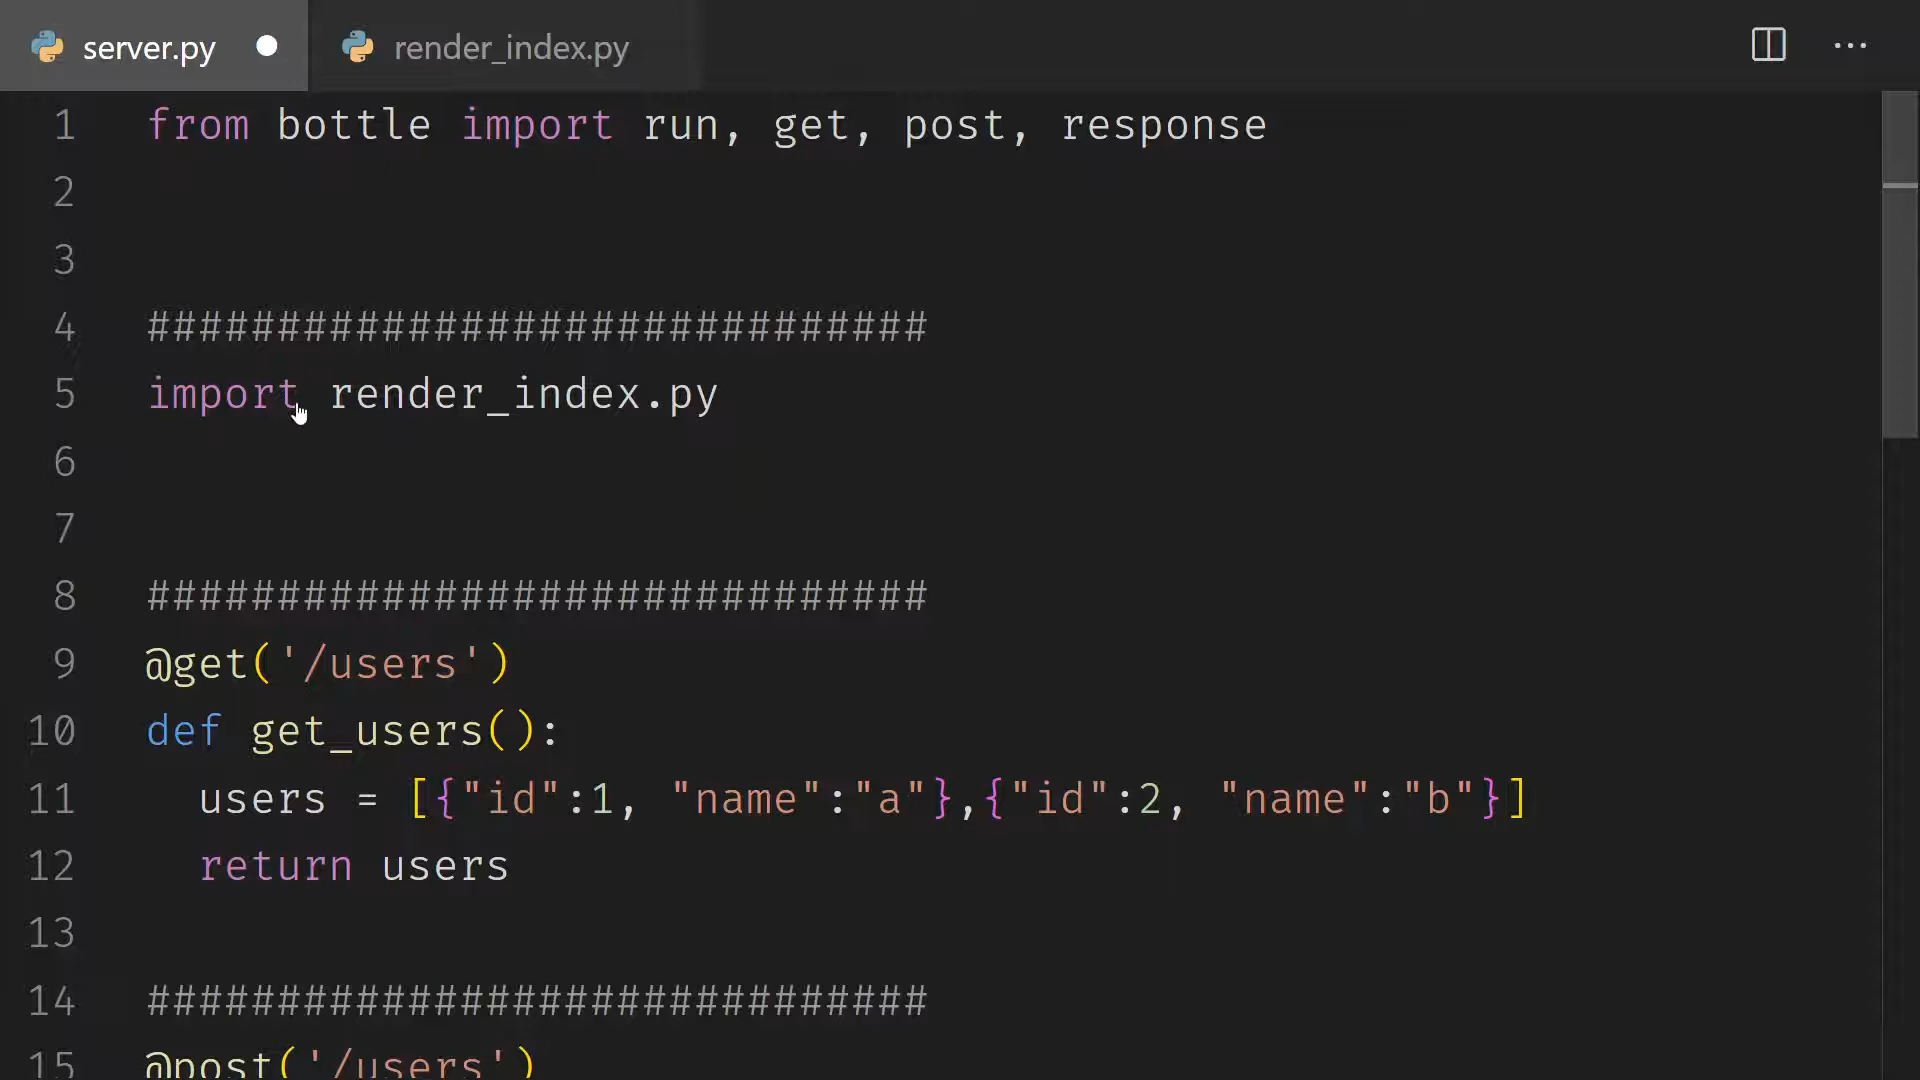 server.py render_index.py
1 from bottle import run, get, post, response
2
3
4 ##############################
5 import render_index.py
6
7
8 ##############################
9 @get('/users')
10 def get_users():
11   users = [{"id":1, "name":"a"},{"id":2, "name":"b"}]
12   return users
13
14 ##############################
15 @post('/users')